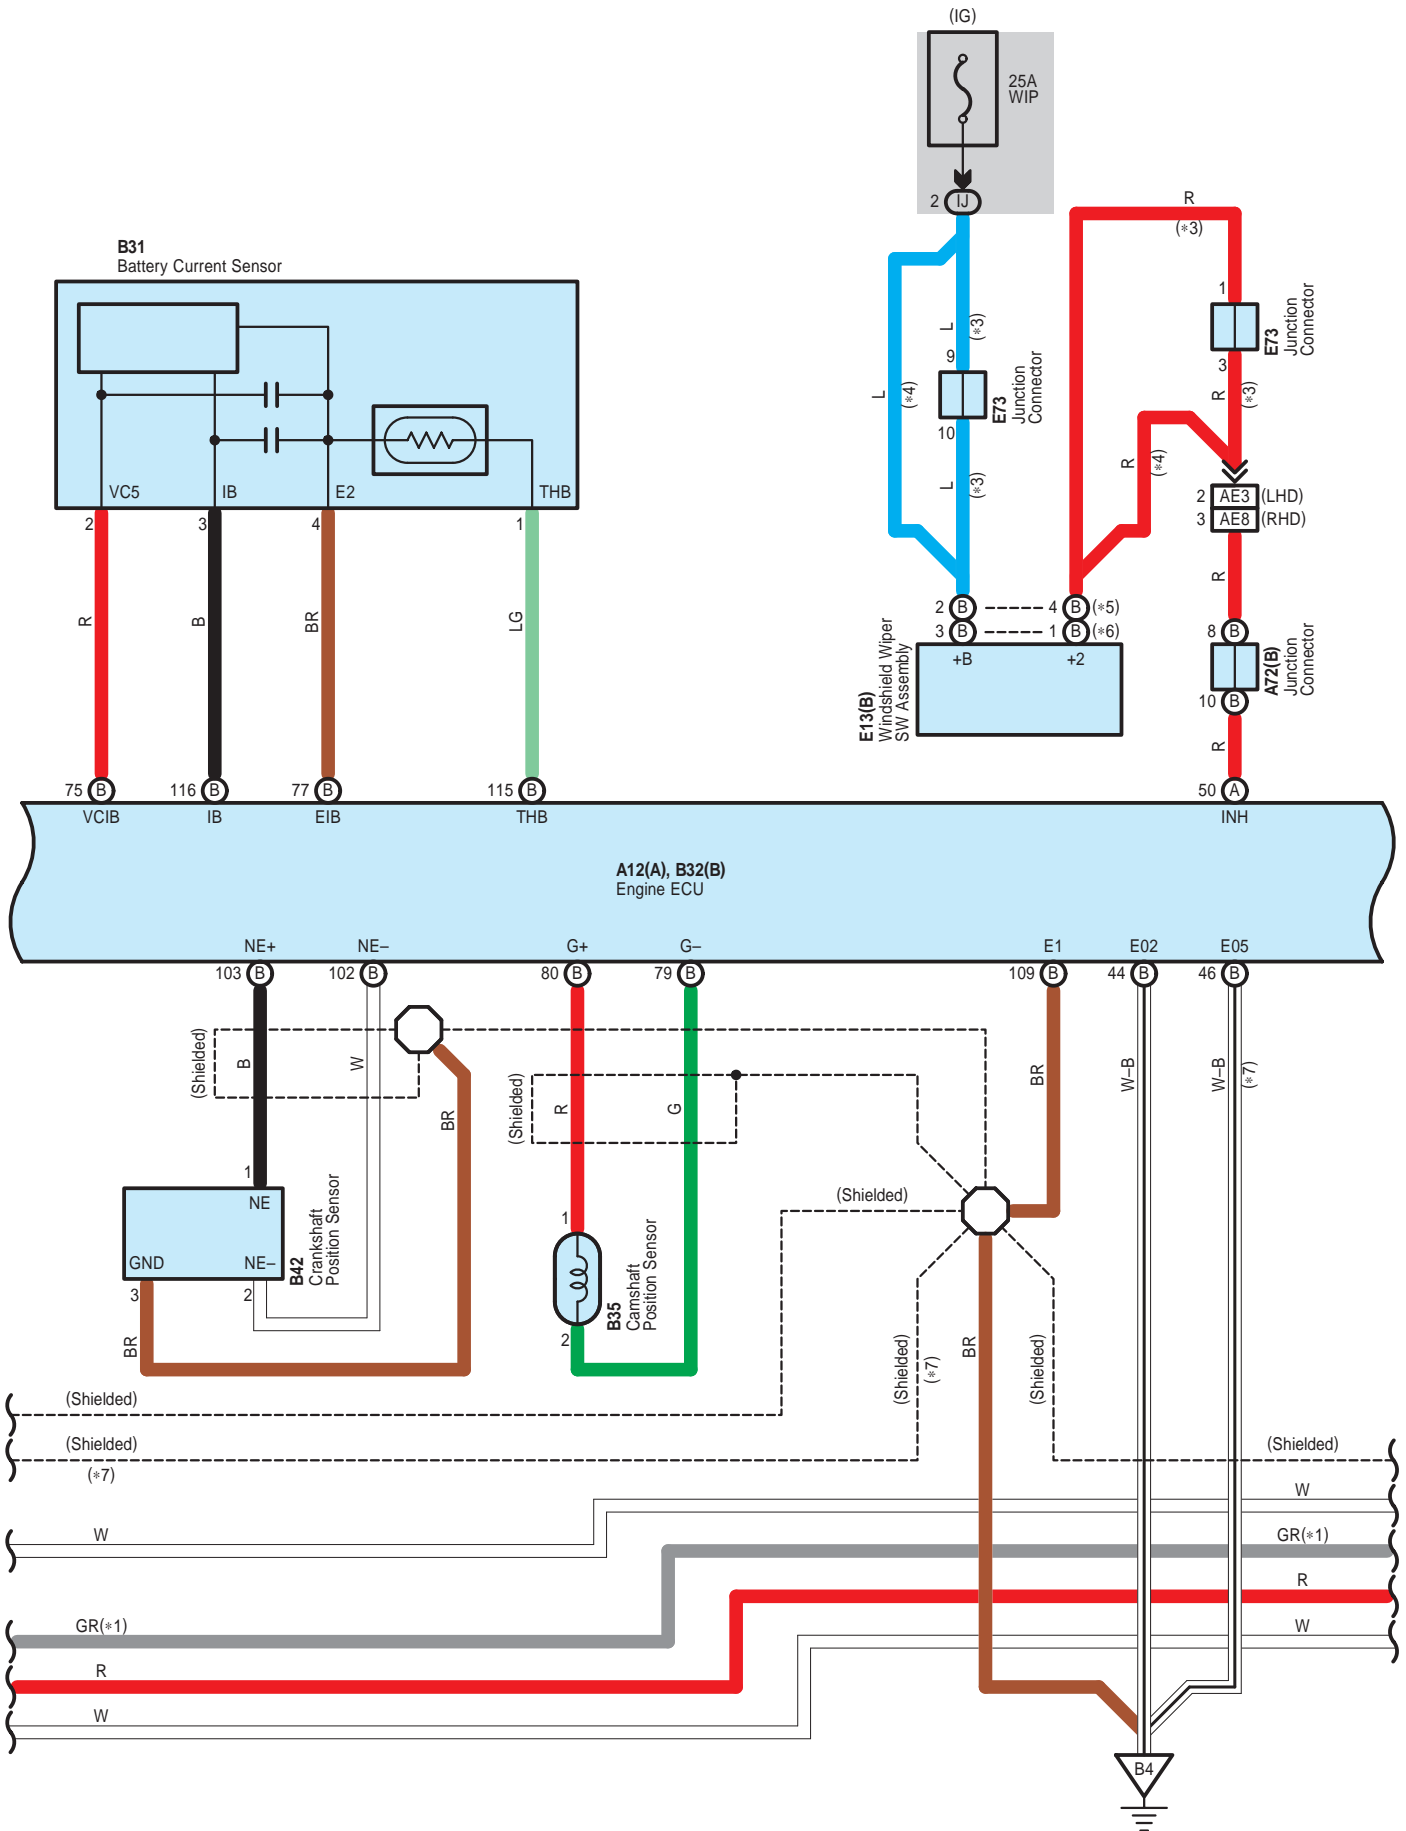 (IG)
25A
WIP
2 IJ
R
(*3)
B31
Battery Current Sensor
1
E73
Junction
Connector
3
R
(*3)
L
(*3)
9
E73
Junction
Connector
10
L
(*4)
L
(*3)
R
(*4)
VC5
IB
E2
THB
2
3
4
1
2 AE3 (LHD)
3 AE8 (RHD)
R
B
BR
LG
R
2 B
4 B (*5)
3 B
1 B (*6)
+B
+2
E13(B)
Windshield Wiper
SW Assembly
8 B
A72(B)
Junction
Connector
10 B
R
75 B
116 B
77 B
115 B
50 A
VCIB
IB
EIB
THB
INH
A12(A), B32(B)
Engine ECU
NE+
NE–
G+
G–
E1
E02
E05
103 B
102 B
80 B
79 B
109 B
44 B
46 B
(Shielded)
B
W
BR
(Shielded)
R
G
BR
W–B
W–B
(*7)
1
NE
GND
NE–
3
2
B42
Crankshaft
Position Sensor
BR
1
2
B35
Camshaft
Position Sensor
(Shielded)
(Shielded)
(*7)
BR
(Shielded)
(Shielded)
(Shielded)
(*7)
(Shielded)
W
W
GR(*1)
R
GR(*1)
W
R
W
B4